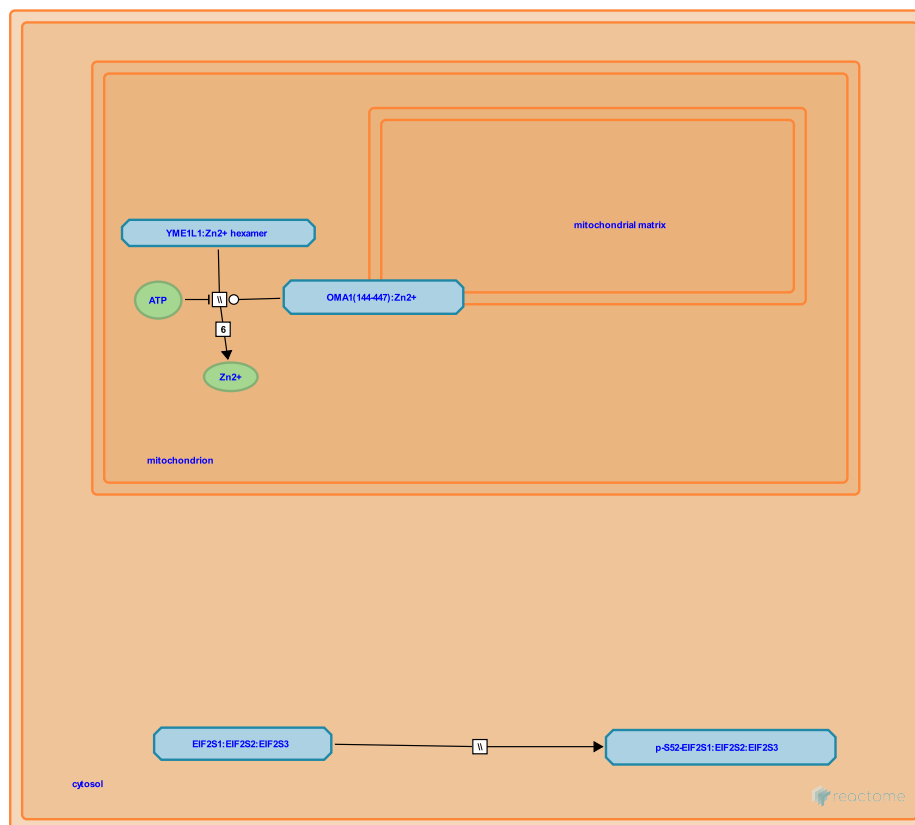 mitochondrial matrix
YME1L1:Zn2+ hexamer
ATP
\\
OMA1(144-447):Zn2+
6
Zn2+
mitochondrion
EIF2S1:EIF2S2:EIF2S3
\\
p-S52-EIF2S1:EIF2S2:EIF2S3
cytosol
reactome